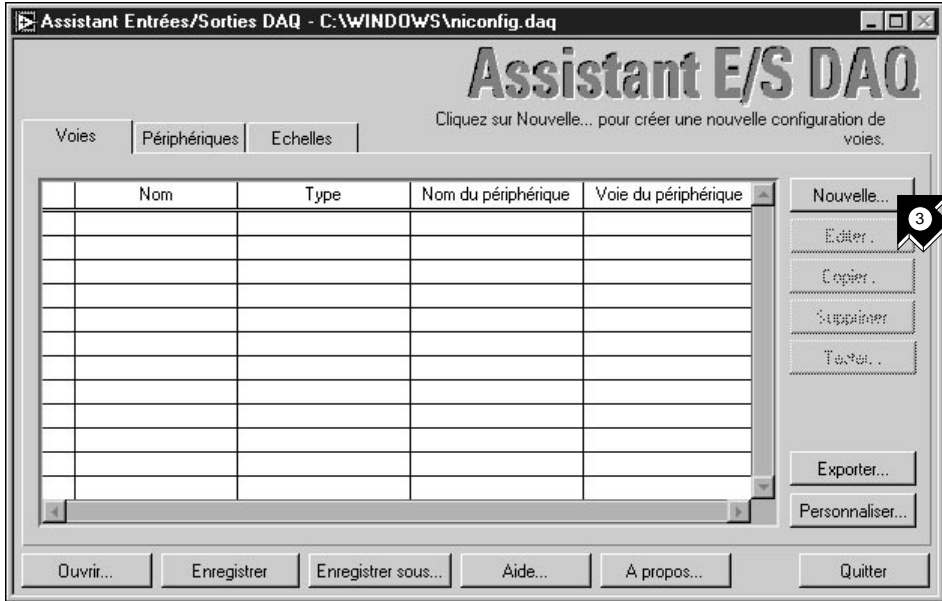 Assistant Entrées/Sorties DAQ - C:\WINDOWS\niconfig.daq
Assistant E/S DAQ
Cliquez sur Nouvelle... pour créer une nouvelle configuration de
voies.
Voies Périphériques Echelles
Nom Type Nom du périphérique Voie du périphérique
Nouvelle...
3
Editer...
Copier...
Supprimer
Tester...
Exporter...
Personnaliser...
Ouvrir... Enregistrer Enregistrer sous... Aide... A propos... Quitter